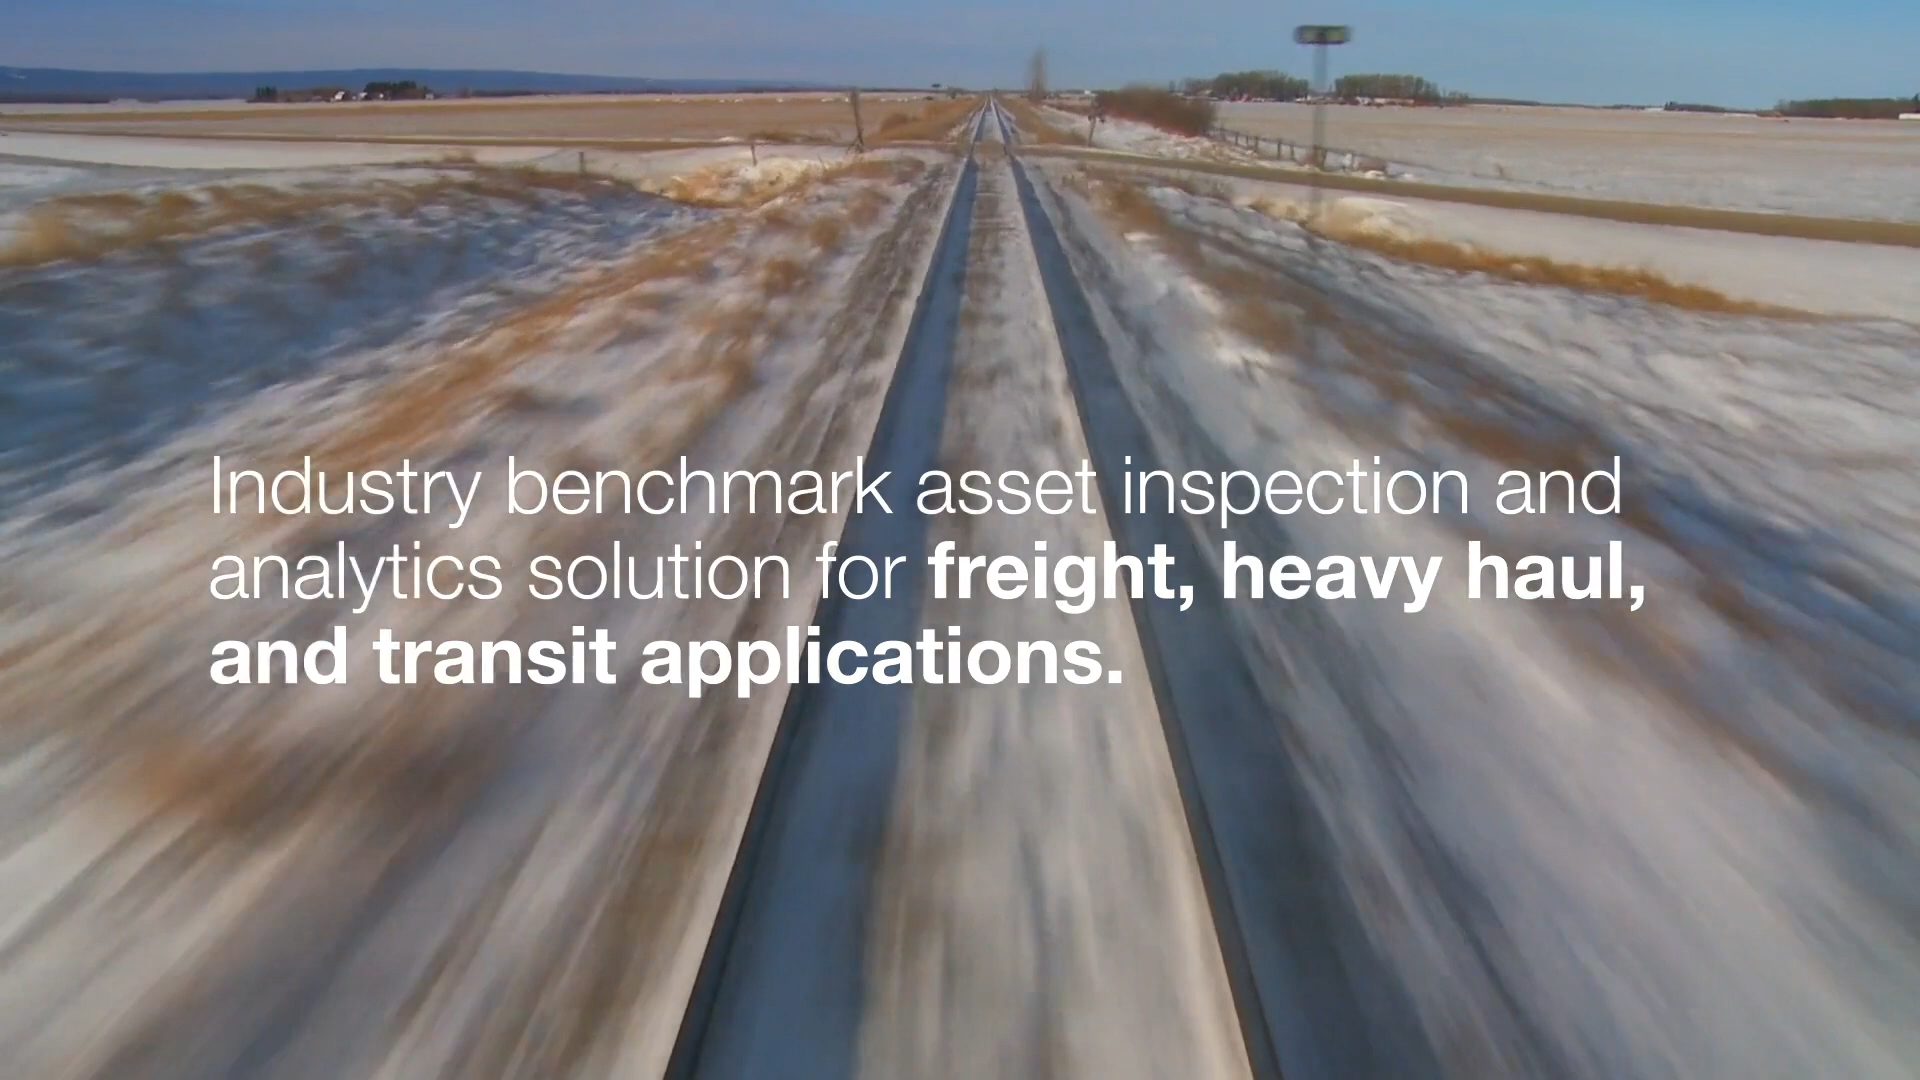 Industry benchmark asset inspection and
analytics solution for freight, heavy haul,
and transit applications.